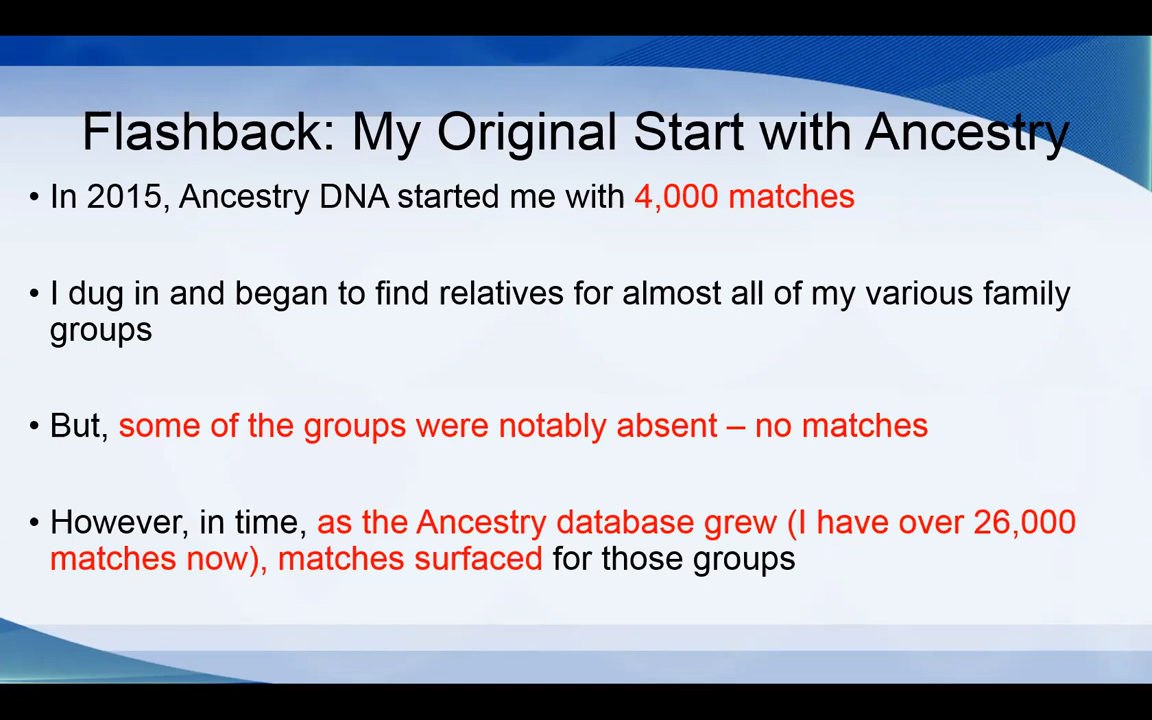 Flashback: My Original Start with Ancestry
• In 2015, Ancestry DNA started me with 4,000 matches
• I dug in and began to find relatives for almost all of my various family
groups
• But, some of the groups were notably absent – no matches
• However, in time, as the Ancestry database grew (I have over 26,000
matches now), matches surfaced for those groups